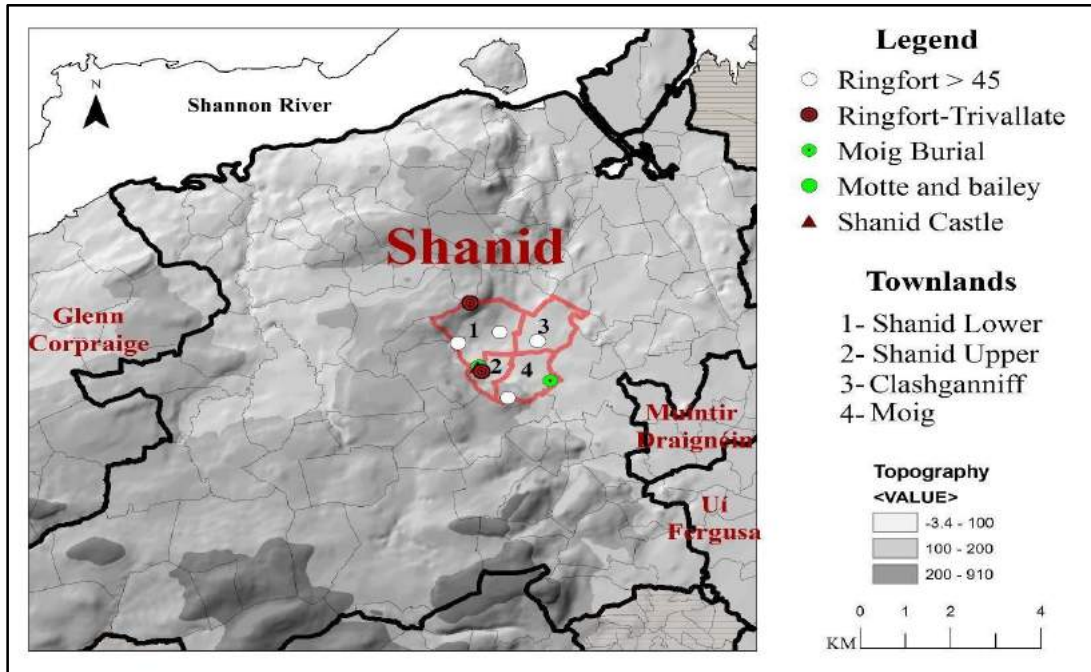 N
Shannon River
Shanid
Glenn
Corpraige
1
3
2
4
Muintir
Draignéin
Uí
Fergusa
Legend
Ringfort > 45
Ringfort-Trivallate
Moig Burial
Motte and bailey
Shanid Castle
Townlands
1- Shanid Lower
2- Shanid Upper
3- Clashganniff
4- Moig
Topography
<VALUE>
-3.4 - 100
100 - 200
200 - 910
0 1 2 4
KM